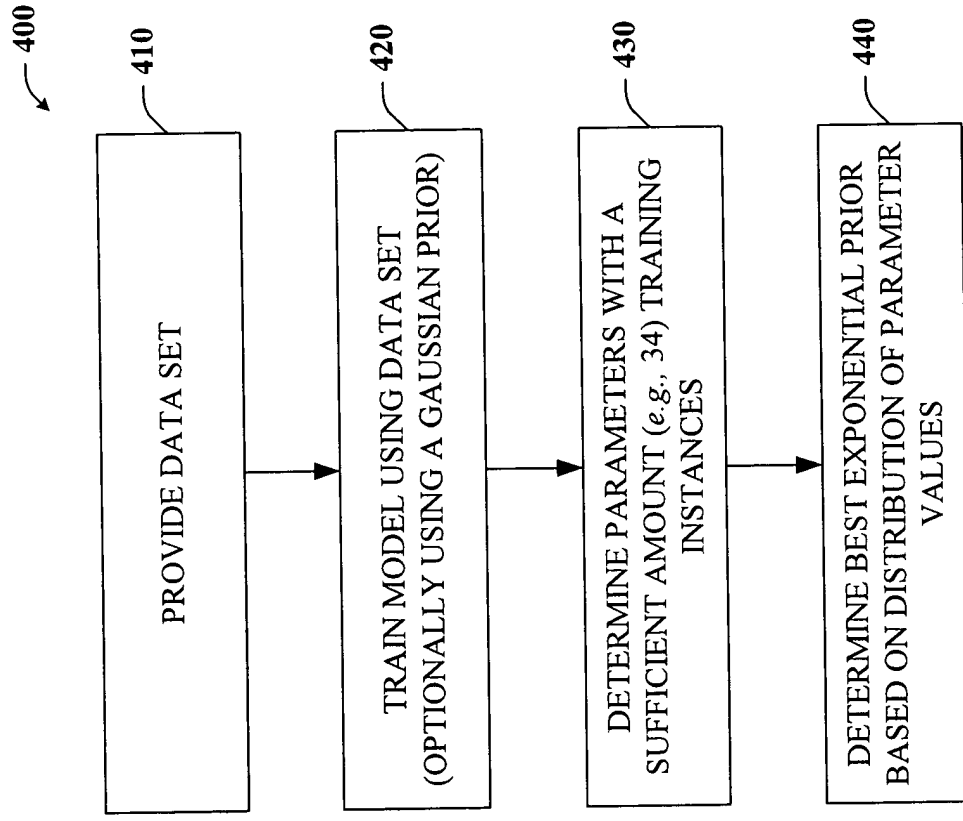 400
PROVIDE DATA SET
410
TRAIN MODEL USING DATA SET
(OPTIONALLY USING A GAUSSIAN PRIOR)
420
DETERMINE PARAMETERS WITH A
SUFFICIENT AMOUNT (e.g., 34) TRAINING
INSTANCES
430
DETERMINE BEST EXPONENTIAL PRIOR
BASED ON DISTRIBUTION OF PARAMETER
VALUES
440